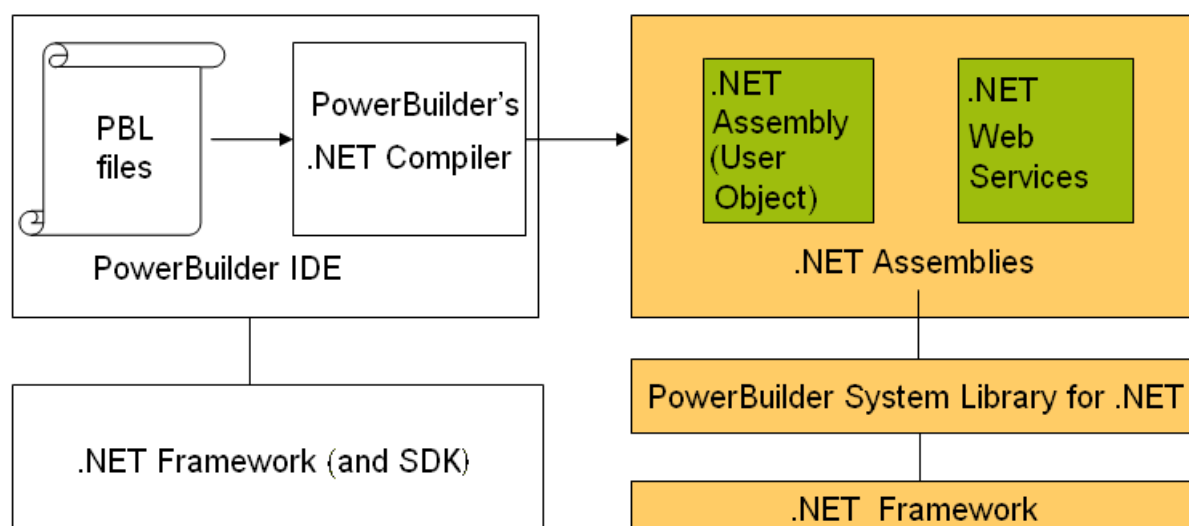 PBL
files
PowerBuilder's
.NET Compiler
PowerBuilder IDE
.NET Framework (and SDK)
.NET
Assembly
(User
Object)
.NET
Web
Services
.NET Assemblies
PowerBuilder System Library for .NET
.NET Framework